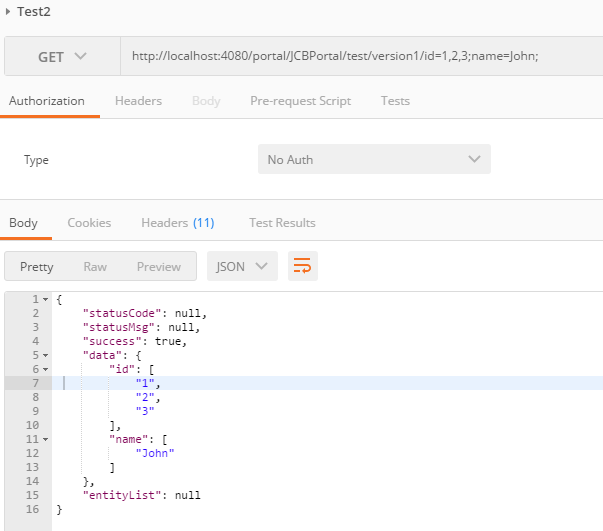 Test2
GET http://localhost:4080/portal/JCBPortal/test/version1/id=1,2,3;name=John;
Authorization Headers Body Pre-request Script Tests
Type No Auth
Body Cookies Headers (11) Test Results
Pretty Raw Preview JSON
1 {
2 "statusCode": null,
3 "statusMsg": null,
4 "success": true,
5 "data": {
6 "id": [
7 "1",
8 "2",
9 "3"
10 ],
11 "name": [
12 "John"
13 ]
14 },
15 "entityList": null
16 }